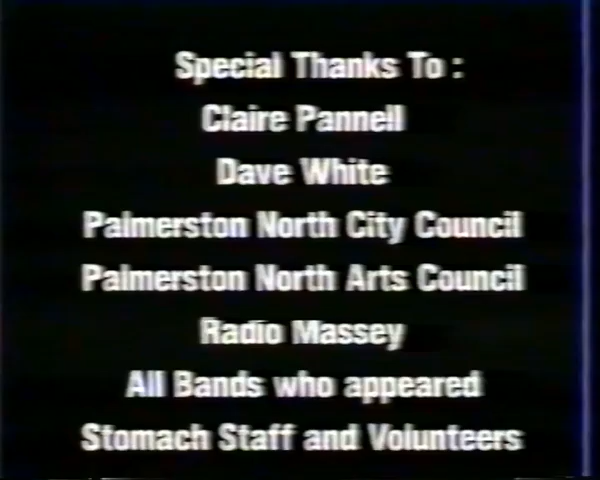 Special Thanks To :
Claire Pannell
Dave White
Palmerston North City Council
Palmerston North Arts Council
Radio Massey
All Bands who appeared
Stomach Staff and Volunteers